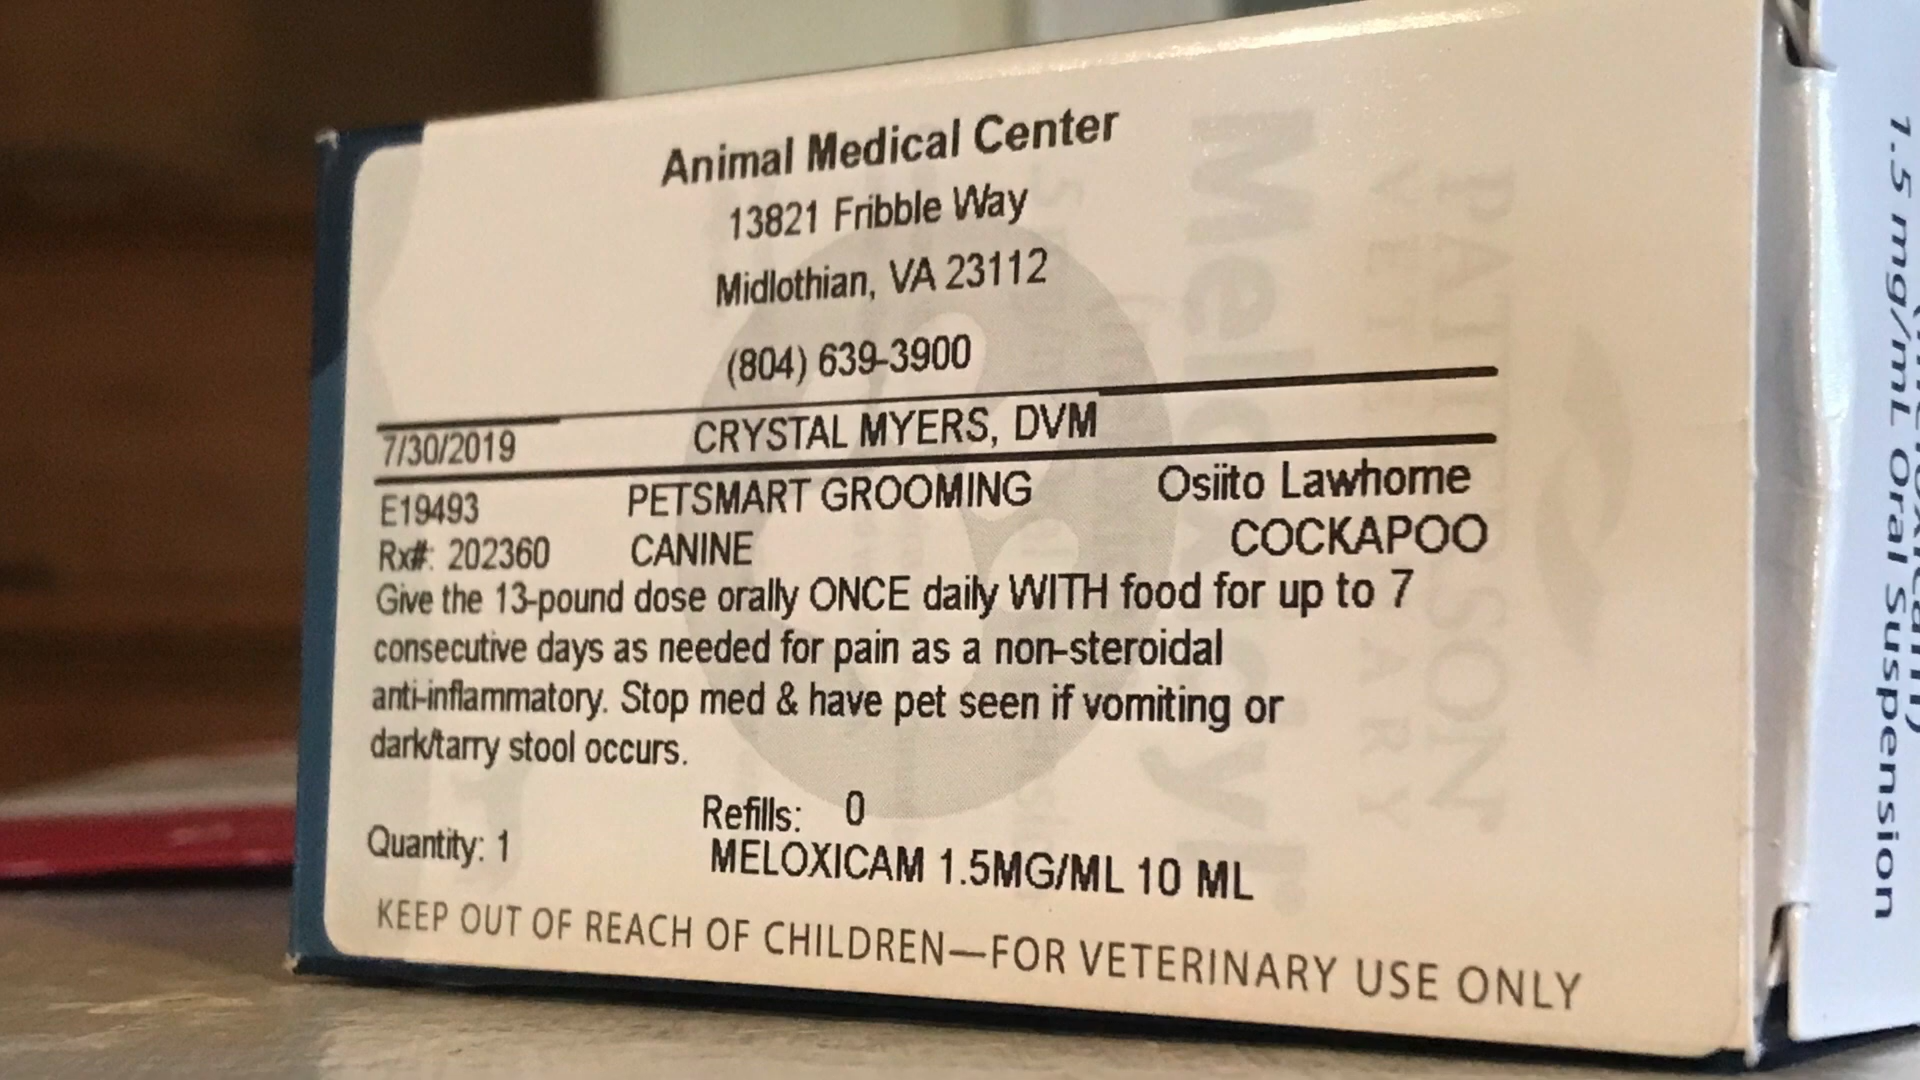 Animal Medical Center
13821 Fribble Way
Midlothian, VA 23112
(804) 639-3900
7/30/2019 CRYSTAL MYERS, DVM
E19493 PETSMART GROOMING Osiito Lawhome
Rx#: 202360 CANINE COCKAPOO
Give the 13-pound dose orally ONCE daily WITH food for up to 7
consecutive days as needed for pain as a non-steroidal
anti-inflammatory. Stop med & have pet seen if vomiting or
dark/tarry stool occurs.
Refills: 0
Quantity: 1
MELOXICAM 1.5MG/ML 10 ML
KEEP OUT OF REACH OF CHILDREN—FOR VETERINARY USE ONLY
PATTERSON
VETERINARY
1.5 mg/mL Oral Suspension